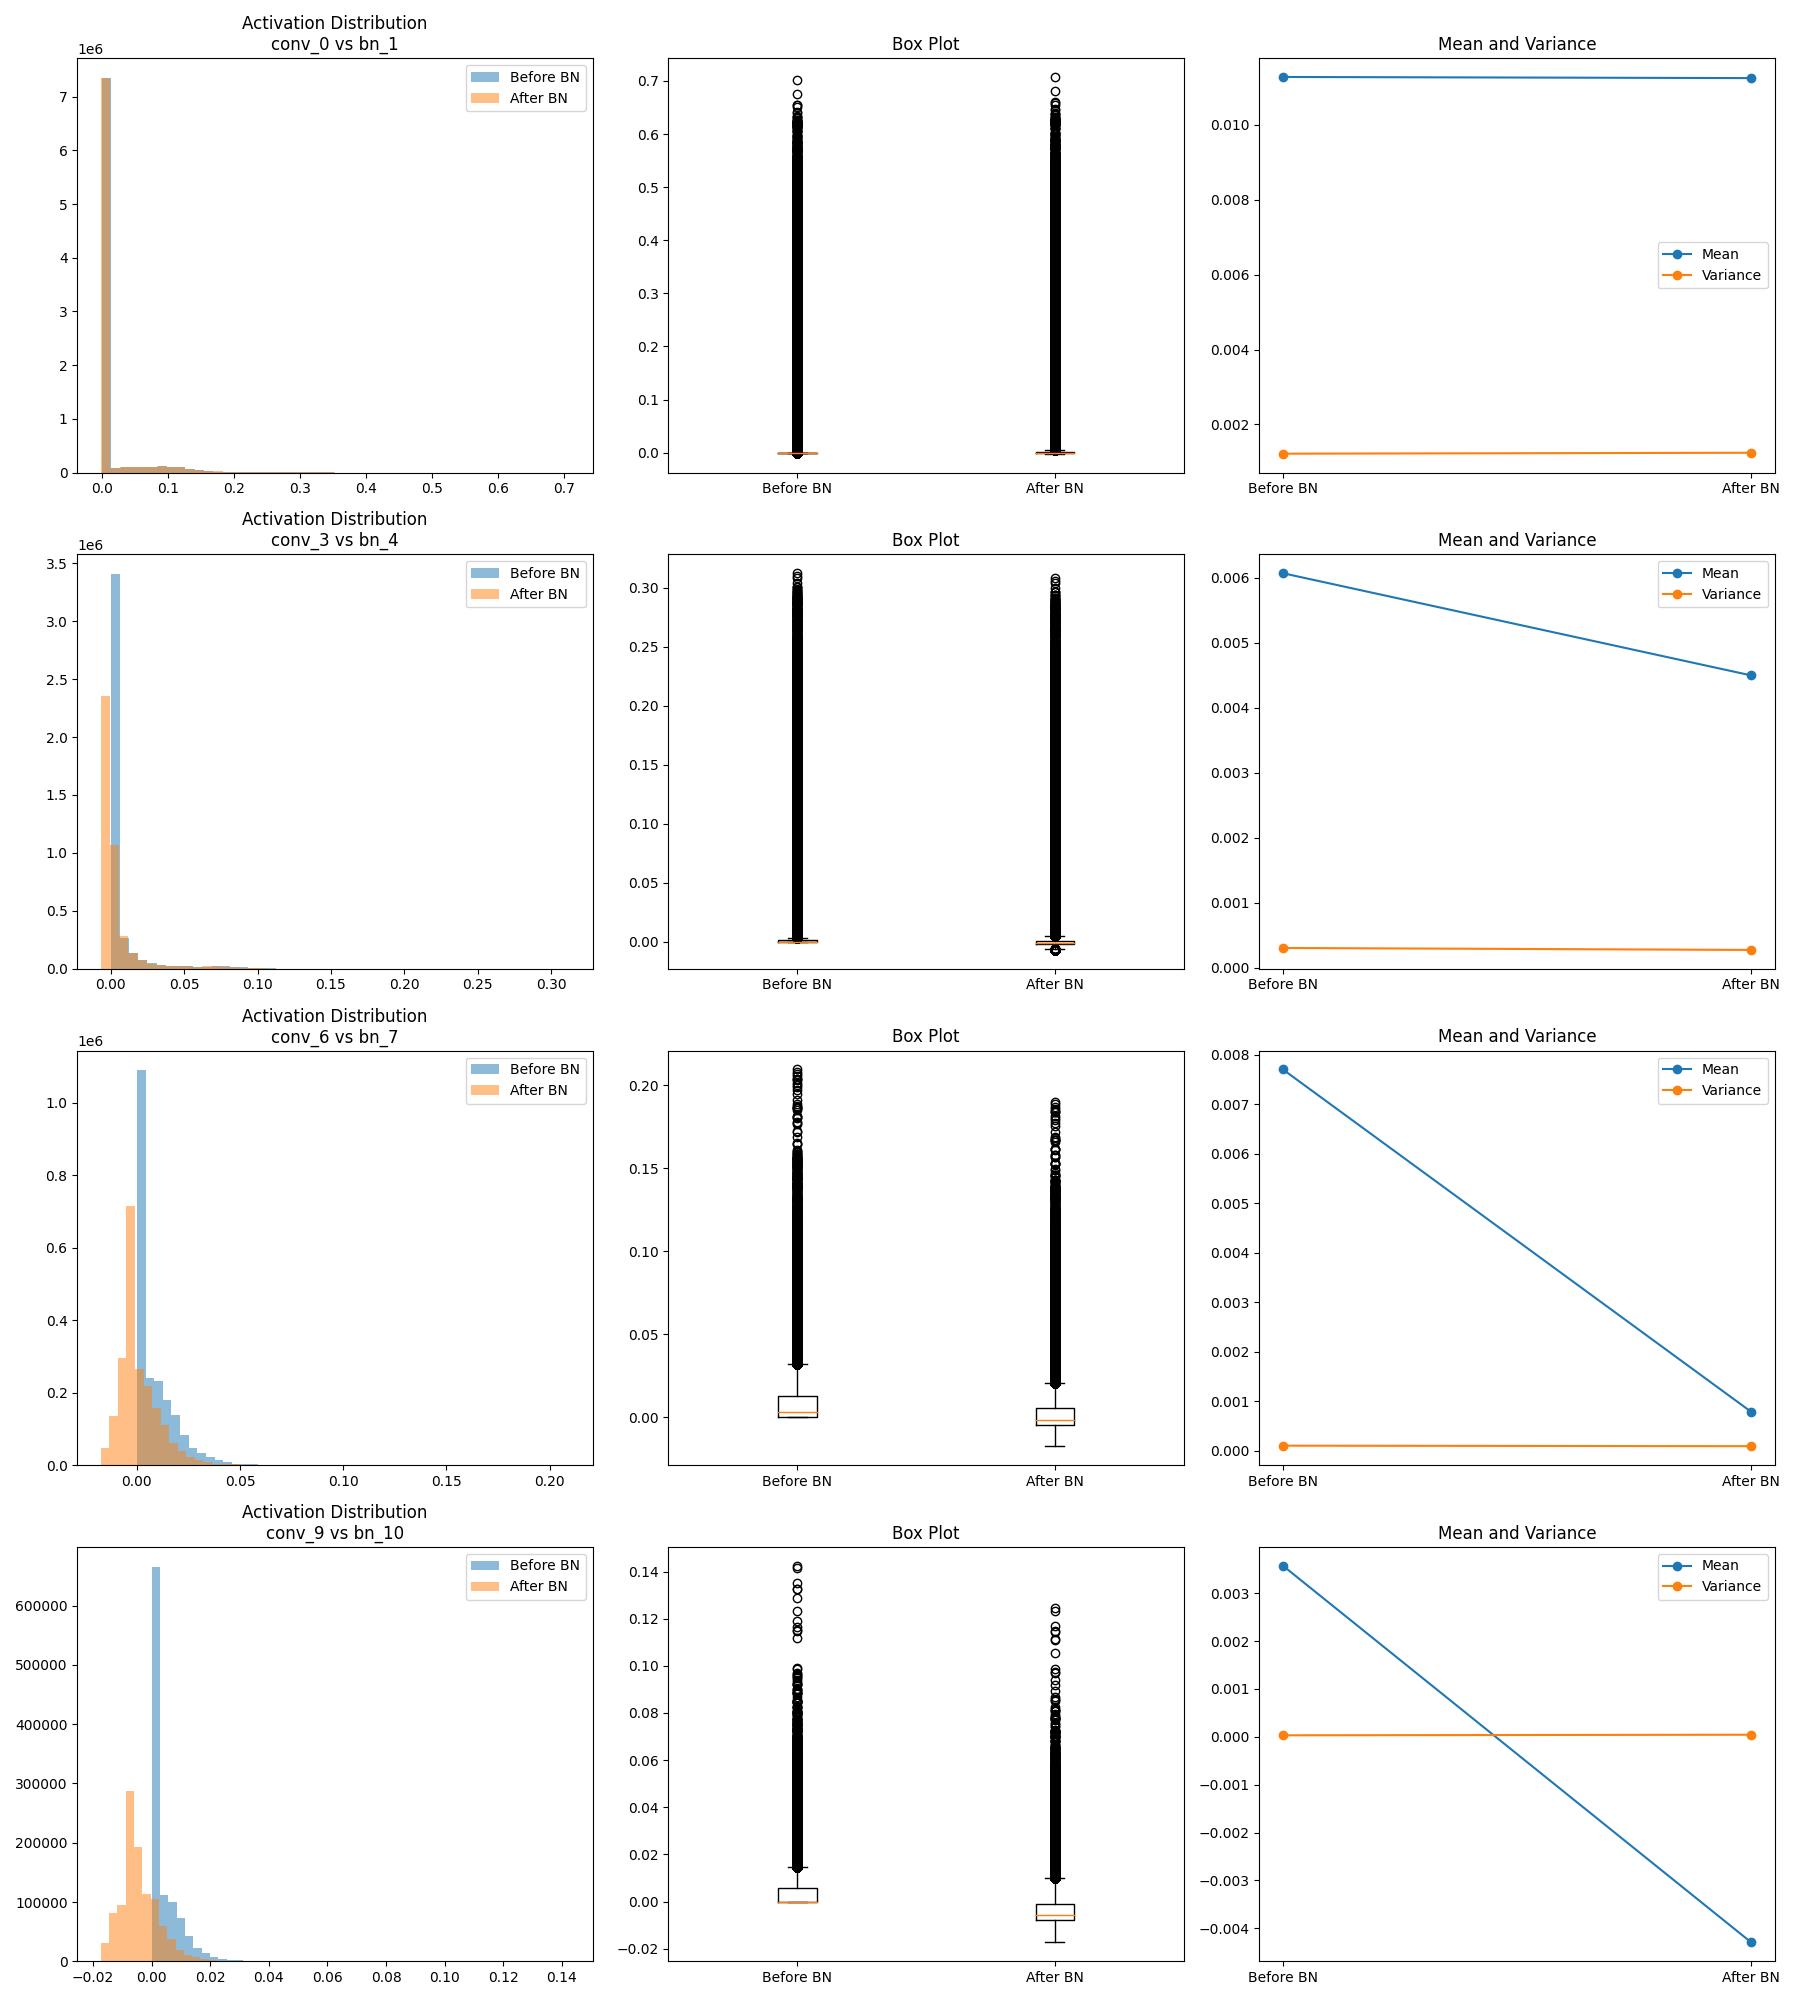 Activation Distribution
conv_0 vs bn_1
1e6
Before BN
After BN
7
6
5
4
3
2
1
0
0.0 0.1 0.2 0.3 0.4 0.5 0.6 0.7
Box Plot
0.7
0.6
0.5
0.4
0.3
0.2
0.1
0.0
Before BN After BN
Mean and Variance
0.010
0.008
0.006
0.004
0.002
Mean
Variance
Before BN After BN
Activation Distribution
conv_3 vs bn_4
1e6
Before BN
After BN
3.5
3.0
2.5
2.0
1.5
1.0
0.5
0.0
0.00 0.05 0.10 0.15 0.20 0.25 0.30
Box Plot
0.30
0.25
0.20
0.15
0.10
0.05
0.00
Before BN After BN
Mean and Variance
Mean
Variance
0.006
0.005
0.004
0.003
0.002
0.001
0.000
Before BN After BN
Activation Distribution
conv_6 vs bn_7
1e6
Before BN
After BN
1.0
0.8
0.6
0.4
0.2
0.0
0.00 0.05 0.10 0.15 0.20
Box Plot
0.20
0.15
0.10
0.05
0.00
Before BN After BN
Mean and Variance
Mean
Variance
0.008
0.007
0.006
0.005
0.004
0.003
0.002
0.001
0.000
Before BN After BN
Activation Distribution
conv_9 vs bn_10
Before BN
After BN
600000
500000
400000
300000
200000
100000
0
−0.02 0.00 0.02 0.04 0.06 0.08 0.10 0.12 0.14
Box Plot
0.14
0.12
0.10
0.08
0.06
0.04
0.02
0.00
−0.02
Before BN After BN
Mean and Variance
Mean
Variance
0.003
0.002
0.001
0.000
−0.001
−0.002
−0.003
−0.004
Before BN After BN